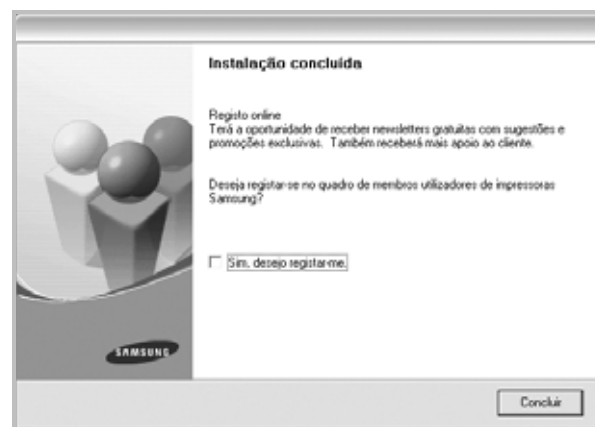 Instalação concluída
Registo online
Terá a oportunidade de receber newsletters gratuitas com sugestões e
promoções exclusivas. Também receberá mais apoio ao cliente.
Deseja registar-se no quadro de membros utilizadores de impressoras
Samsung?
Sim, desejo registar-me.
SAMSUNG
Concluir